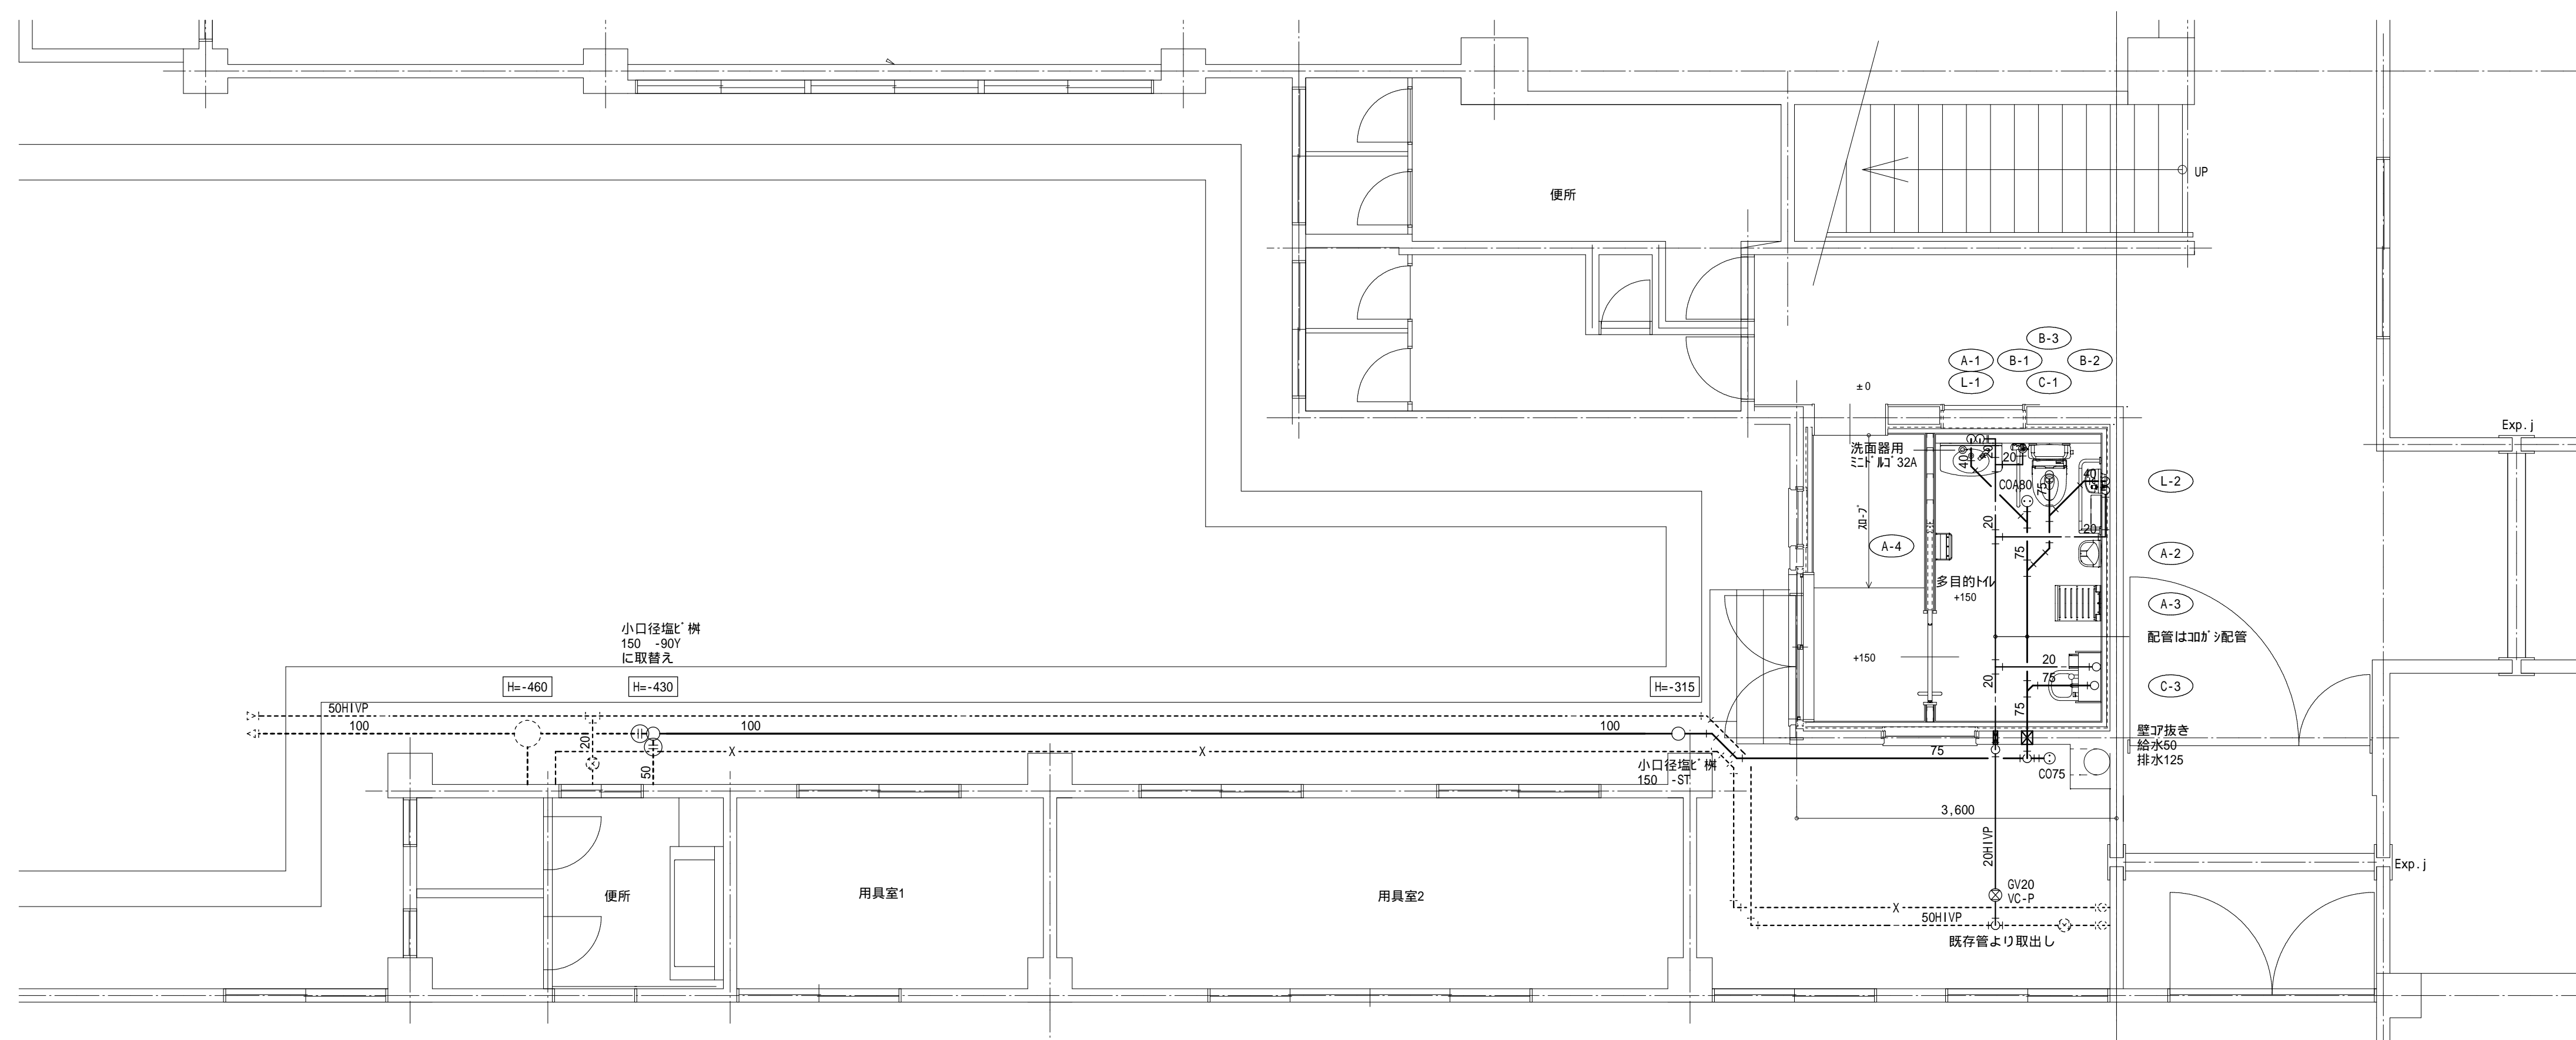 便所
UP
B-3
A-1
B-1
B-2
L-1
C-1
±0
Exp.j
洗面器用
ﾐﾆﾄﾞﾙｺﾞ32A
40
20
20
COA80
75
40
L-2
スロープ
20
20
A-4
75
A-2
多目的ﾄｲﾚ
+150
A-3
小口径塩ﾋﾞ桝
150　-90Y
に取替え
配管はｺﾛｶﾞｼ配管
+150
20
75
20
C-3
H=-460
H=-430
H=-315
75
50HIVP
100
100
100
20
X
X
75
壁ｺｱ抜き
給水50
排水125
50
小口径塩ﾋﾞ桝
150　-ST
CO75
3,600
20HIVP
Exp.j
便所
用具室1
用具室2
GV20
VC-P
X
50HIVP
既存管より取出し